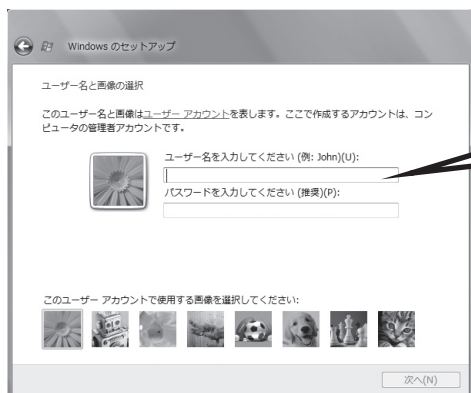 Windows のセットアップ
ユーザー名と画像の選択
このユーザー名と画像はユーザー アカウントを表します。ここで作成するアカウントは、コン
ピュータの管理者アカウントです。
ユーザー名を入力してください (例: John)(U):
パスワードを入力してください (推奨)(P):
このユーザー アカウントで使用する画像を選択してください:
次へ(N)